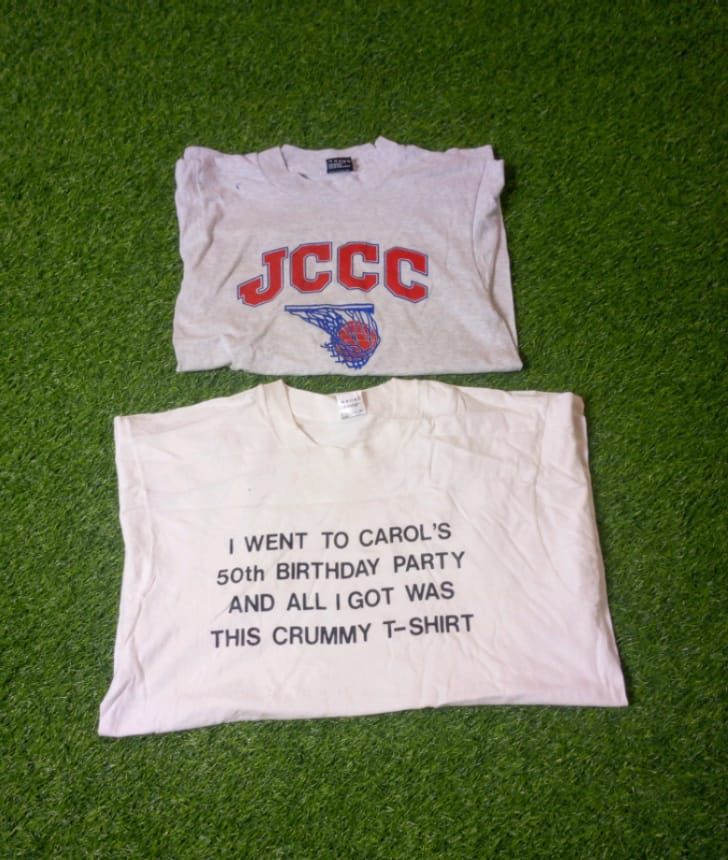 JCCC
I WENT TO CAROL'S
50th BIRTHDAY PARTY
AND ALL I GOT WAS
THIS CRUMMY T-SHIRT